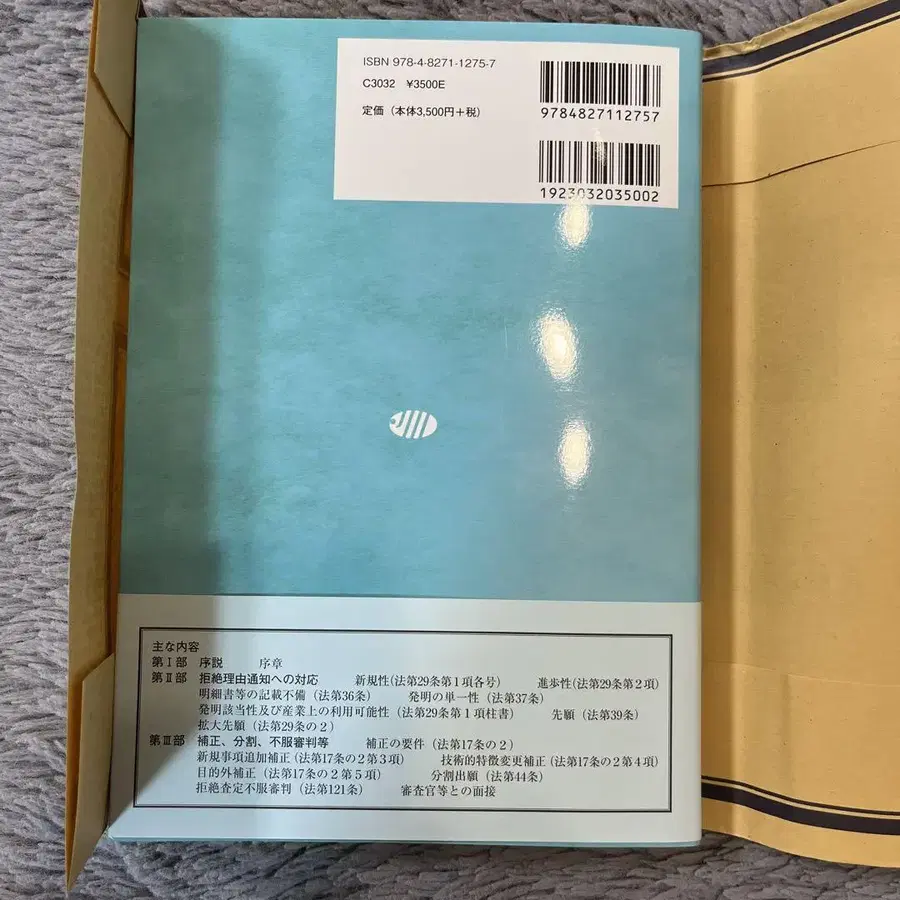 ISBN 978-4-8271-1275-7
C3032 ¥3500E
定価（本体3,500円＋税）
9784827112757
1923032035002
主な内容
第Ⅰ部 序説 序章
第Ⅱ部 拒絶理由通知への対応 新規性(法第29条第１項各号) 進歩性(法第29条第２項)
明細書等の記載不備（法第36条） 発明の単一性（法第37条）
発明該当性及び産業上の利用可能性（法第29条第１項柱書） 先願（法第39条）
拡大先願（法第29条の２）
第Ⅲ部 補正、分割、不服審判等 補正の要件（法第17条の２）
新規事項追加補正(法第17条の２第３項) 技術的特徴変更補正(法第17条の２第４項)
目的外補正（法第17条の２第５項） 分割出願（法第44条）
拒絶査定不服審判（法第121条） 審査官等との面接